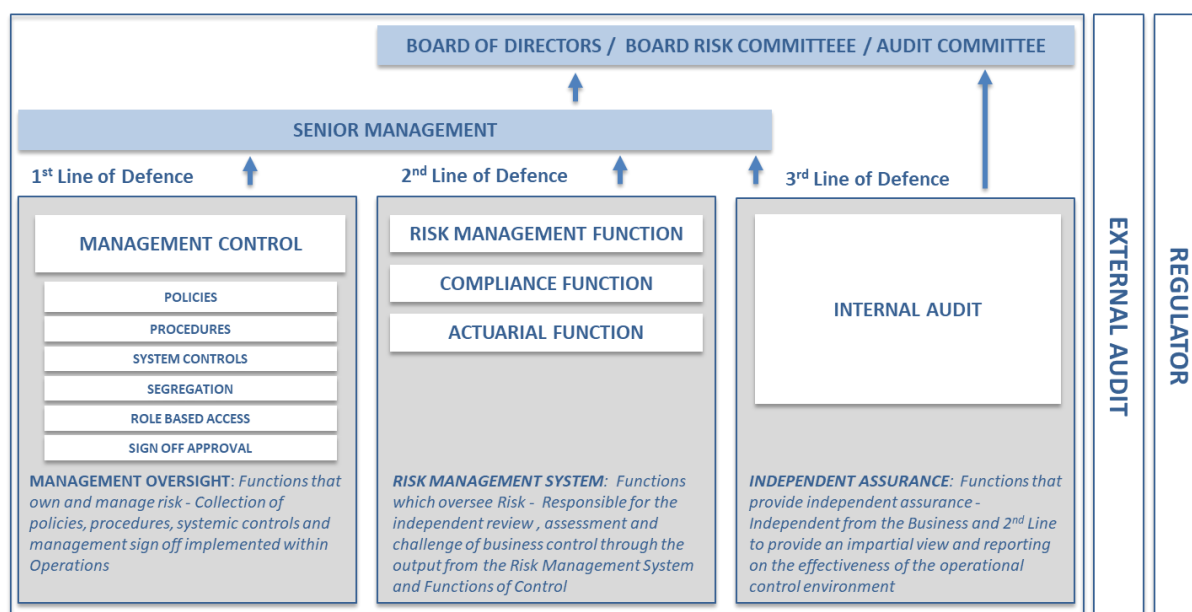 BOARD OF DIRECTORS / BOARD RISK COMMITTEEE / AUDIT COMMITTEE
SENIOR MANAGEMENT
1st Line of Defence
2nd Line of Defence
3rd Line of Defence
MANAGEMENT CONTROL
POLICIES
PROCEDURES
SYSTEM CONTROLS
SEGREGATION
ROLE BASED ACCESS
SIGN OFF APPROVAL
MANAGEMENT OVERSIGHT: Functions that
own and manage risk - Collection of
policies, procedures, systemic controls and
management sign off implemented within
Operations
RISK MANAGEMENT FUNCTION
COMPLIANCE FUNCTION
ACTUARIAL FUNCTION
RISK MANAGEMENT SYSTEM: Functions
which oversee Risk - Responsible for the
independent review , assessment and
challenge of business control through the
output from the Risk Management System
and Functions of Control
INTERNAL AUDIT
INDEPENDENT ASSURANCE: Functions that
provide independent assurance -
Independent from the Business and 2nd Line
to provide an impartial view and reporting
on the effectiveness of the operational
control environment
EXTERNAL AUDIT
REGULATOR